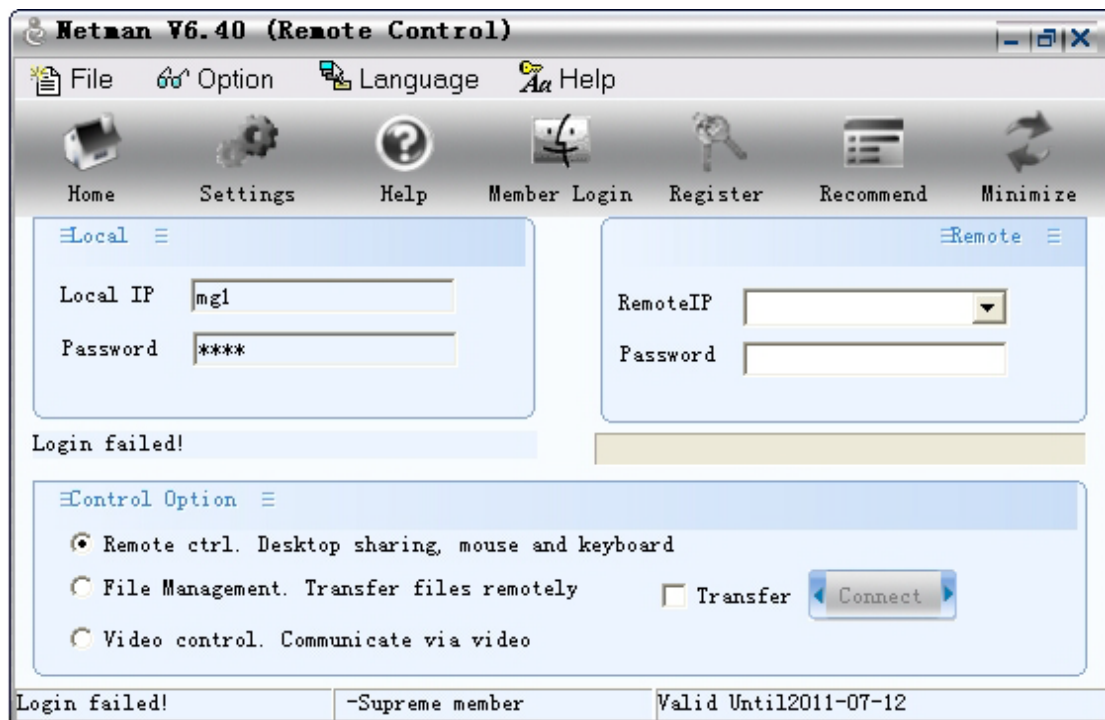 Netman V6.40 (Remote Control)
File Option Language Help
Home Settings Help Member Login Register Recommend Minimize
Local Remote
Local IP mg1
RemoteIP
Password ****
Password
Login failed!
Control Option
Remote ctrl. Desktop sharing, mouse and keyboard
File Management. Transfer files remotely
Transfer Connect
Video control. Communicate via video
Login failed! -Supreme member Valid Until2011-07-12